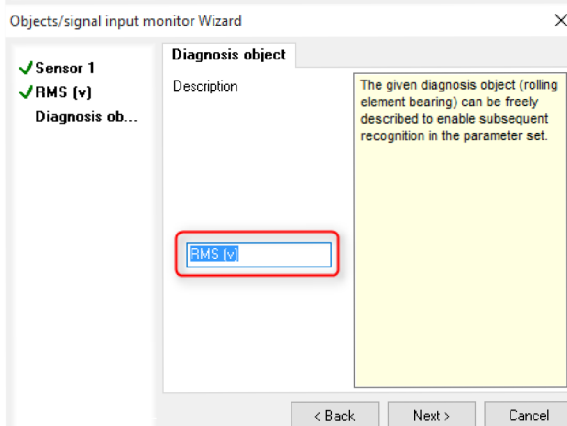 Objects/signal input monitor Wizard
Sensor 1
RMS (v)
Diagnosis ob...
Diagnosis object
Description
The given diagnosis object (rolling
element bearing) can be freely
described to enable subsequent
recognition in the parameter set.
RMS (v)
< Back
Next >
Cancel